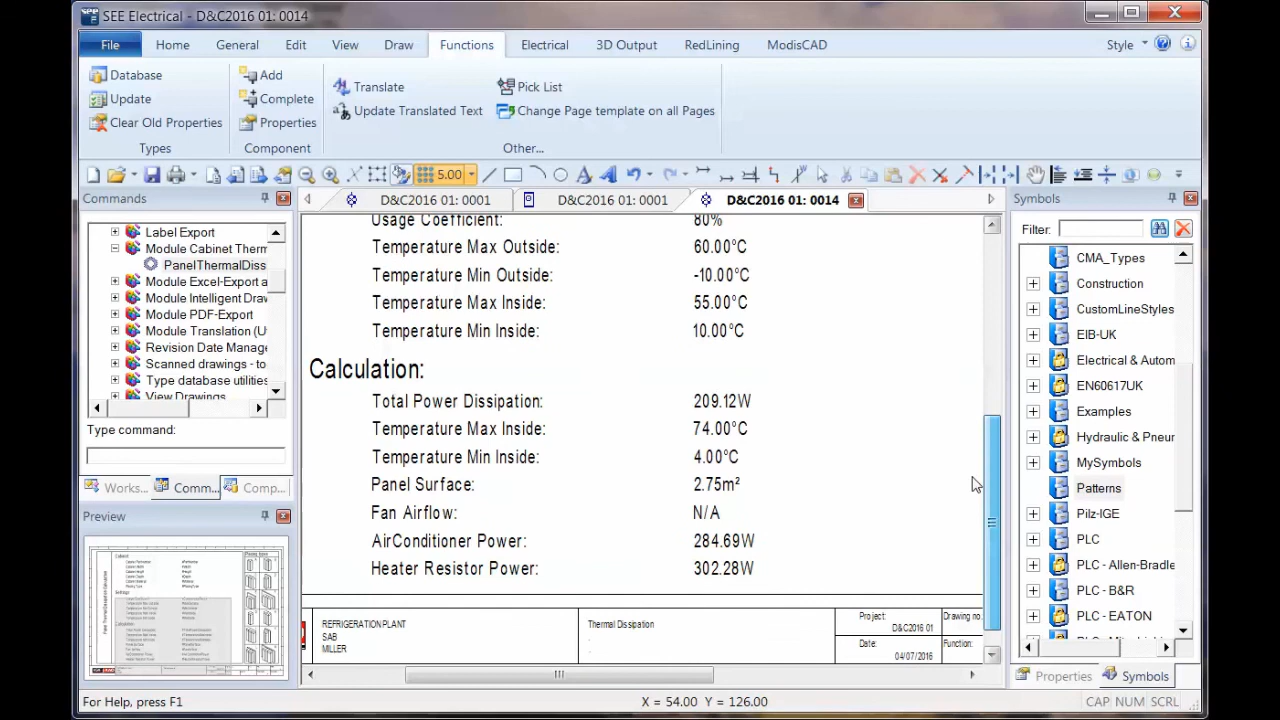 SEE Electrical - D&C2016 01: 0014
File Home General Edit View Draw Functions Electrical 3D Output RedLining ModisCAD Style
Database
Update
Clear Old Properties
Types
Add
Complete
Properties
Component
Translate
Update Translated Text
Pick List
Change Page template on all Pages
Other...
5.00
Commands
Label Export
Module Cabinet Therm
PanelThermalDiss
Module Excel-Export a
Module Intelligent Draw
Module PDF-Export
Module Translation (U
Revision Date Manage
Scanned drawings - to
Type database utilities
View Drawings
Type command:
Works... Comm... Comp...
Preview
D&C2016 01: 0001
D&C2016 01: 0001
D&C2016 01: 0014
Usage Coefficient: 80%
Temperature Max Outside: 60.00°C
Temperature Min Outside: -10.00°C
Temperature Max Inside: 55.00°C
Temperature Min Inside: 10.00°C
Calculation:
Total Power Dissipation: 209.12W
Temperature Max Inside: 74.00°C
Temperature Min Inside: 4.00°C
Panel Surface: 2.75m²
Fan Airflow: N/A
AirConditioner Power: 284.69W
Heater Resistor Power: 302.28W
REFRIGERATION PLANT
SAB
MILLER
Thermal Dissipation
Project:
D&C2016 01
Date:
04/07/2016
Drawing no.
Function:
Symbols
Filter:
CMA_Types
Construction
CustomLineStyles
EIB-UK
Electrical & Autom
EN60617UK
Examples
Hydraulic & Pneur
MySymbols
Patterns
Pilz-IGE
PLC
PLC - Allen-Bradle
PLC - B&R
PLC - EATON
Properties Symbols
For Help, press F1
X = 54.00 Y = 126.00
CAP NUM SCRL